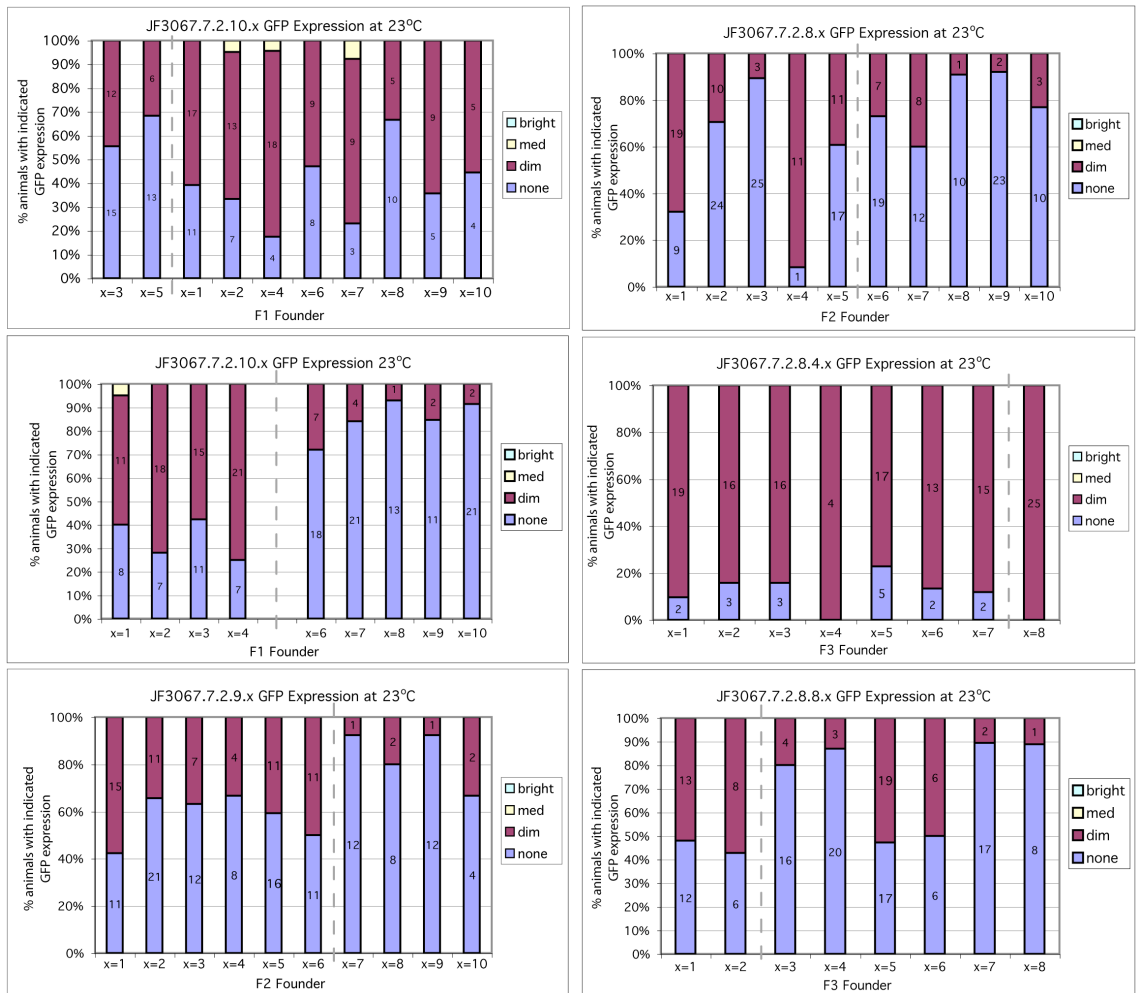 JF3067.7.2.10.x GFP Expression at 23°C
% animals with indicated
GFP expression
100%
90%
80%
70%
60%
50%
40%
30%
20%
10%
0%
12 6 17 13 18 9 9 5 9 5
15 13 11 7 4 8 3 10 5 4
x=3 x=5 x=1 x=2 x=4 x=6 x=7 x=8 x=9 x=10
F1 Founder
bright
med
dim
none
JF3067.7.2.8.x GFP Expression at 23°C
% animals with indicated
GFP expression
100%
80%
60%
40%
20%
0%
19 10 3 11 11 7 8 1 2 3
9 24 25 1 17 19 12 10 23 10
x=1 x=2 x=3 x=4 x=5 x=6 x=7 x=8 x=9 x=10
F2 Founder
bright
med
dim
none
JF3067.7.2.10.x GFP Expression 23°C
% animals with indicated
GFP expression
100%
90%
80%
70%
60%
50%
40%
30%
20%
10%
0%
11 18 15 21 7 4 1 2 2
8 7 11 7 18 21 13 11 21
x=1 x=2 x=3 x=4 x=6 x=7 x=8 x=9 x=10
F1 Founder
bright
med
dim
none
JF3067.7.2.8.4.x GFP Expression at 23°C
% animals with indicated
GFP expression
100%
80%
60%
40%
20%
0%
19 16 16 4 17 13 15 25
2 3 3 5 2 2
x=1 x=2 x=3 x=4 x=5 x=6 x=7 x=8
F3 Founder
bright
med
dim
none
JF3067.7.2.9.x GFP Expression at 23°C
% animals with indicated
GFP expression
100%
80%
60%
40%
20%
0%
15 11 7 4 11 11 1 2 1 2
11 21 12 8 16 11 12 8 12 4
x=1 x=2 x=3 x=4 x=5 x=6 x=7 x=8 x=9 x=10
F2 Founder
bright
med
dim
none
JF3067.7.2.8.8.x GFP Expression at 23°C
% animals with indicated
GFP expression
100%
90%
80%
70%
60%
50%
40%
30%
20%
10%
0%
13 8 4 3 19 6 2 1
12 6 16 20 17 6 17 8
x=1 x=2 x=3 x=4 x=5 x=6 x=7 x=8
F3 Founder
bright
med
dim
none